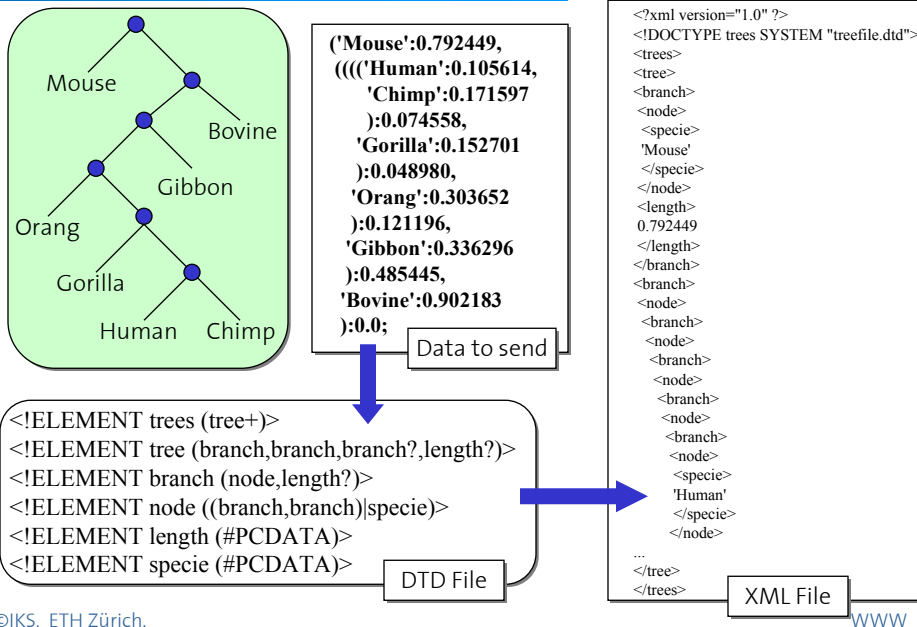 Mouse
Bovine
Gibbon
Orang
Gorilla
Human Chimp
('Mouse':0.792449,
(((('Human':0.105614,
'Chimp':0.171597
):0.074558,
'Gorilla':0.152701
):0.048980,
'Orang':0.303652
):0.121196,
'Gibbon':0.336296
):0.485445,
'Bovine':0.902183
):0.0;
Data to send
<!ELEMENT trees (tree+)>
<!ELEMENT tree (branch,branch,branch?,length?)>
<!ELEMENT branch (node,length?)>
<!ELEMENT node ((branch,branch)|specie)>
<!ELEMENT length (#PCDATA)>
<!ELEMENT specie (#PCDATA)>
DTD File
<?xml version="1.0" ?>
<!DOCTYPE trees SYSTEM "treefile.dtd">
<trees>
<tree>
<branch>
<node>
<specie>
'Mouse'
</specie>
</node>
<length>
0.792449
</length>
</branch>
<branch>
<node>
<branch>
<node>
<branch>
<node>
<branch>
<node>
<branch>
<node>
<specie>
'Human'
</specie>
</node>
...
</tree>
</trees>
XML File
©IKS, ETH Zürich.
WWW